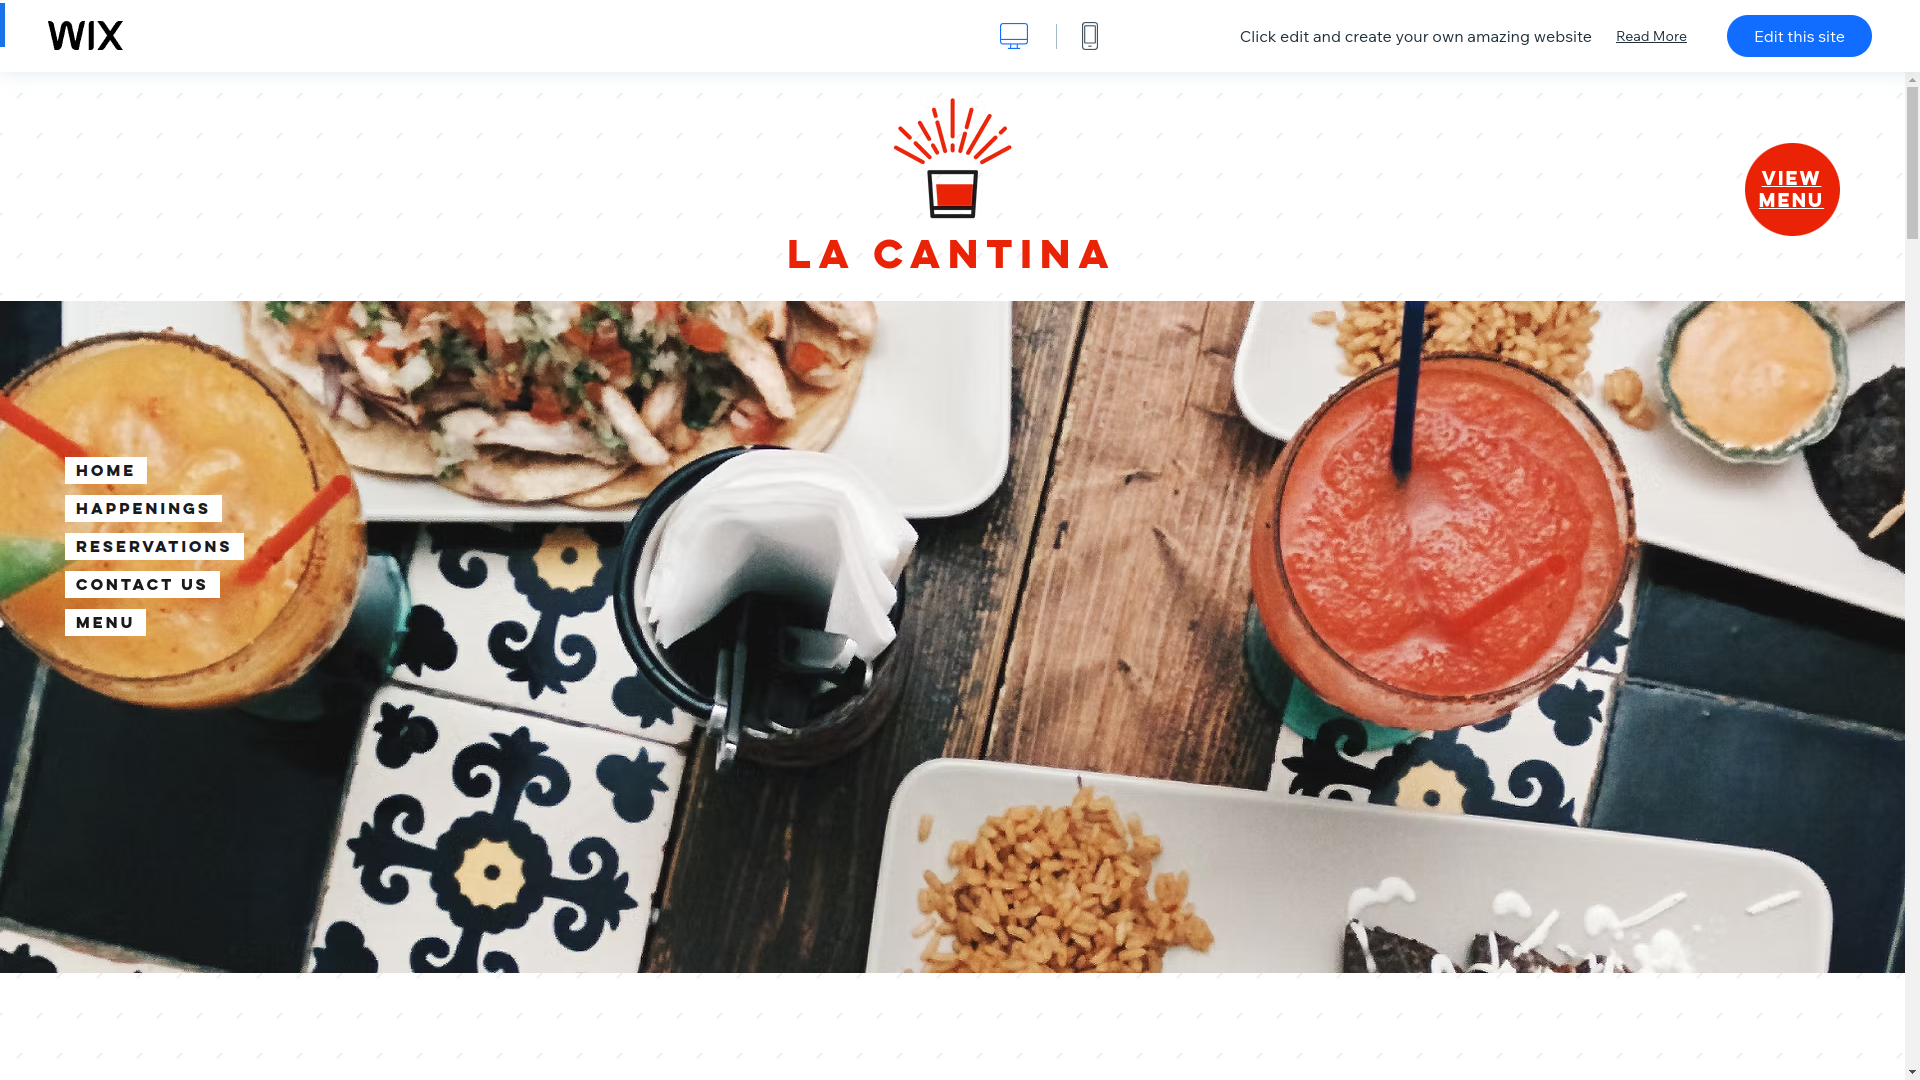 WIX
Click edit and create your own amazing website
Read More
Edit this site
VIEW
MENU
LA CANTINA
HOME
HAPPENINGS
RESERVATIONS
CONTACT US
MENU